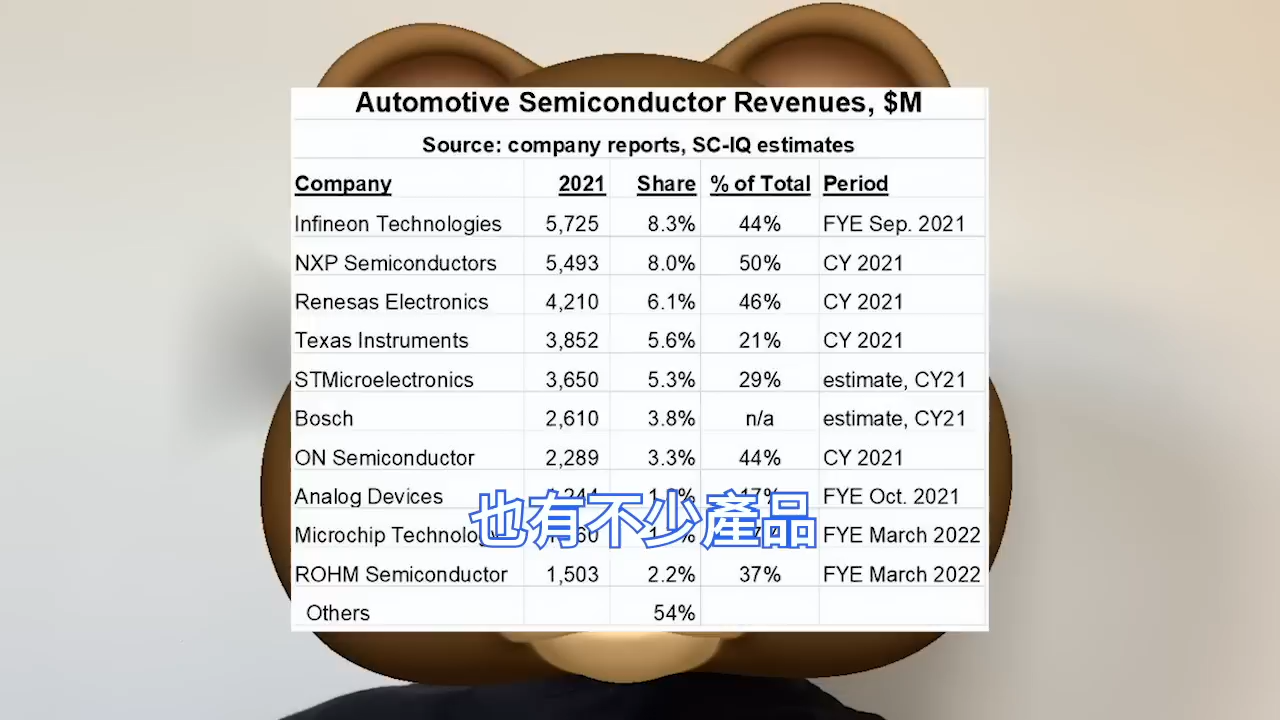 Automotive Semiconductor Revenues, $M
Source: company reports, SC-IQ estimates
Company 2021 Share % of Total Period
Infineon Technologies 5,725 8.3% 44% FYE Sep. 2021
NXP Semiconductors 5,493 8.0% 50% CY 2021
Renesas Electronics 4,210 6.1% 46% CY 2021
Texas Instruments 3,852 5.6% 21% CY 2021
STMicroelectronics 3,650 5.3% 29% estimate, CY21
Bosch 2,610 3.8% n/a estimate, CY21
ON Semiconductor 2,289 3.3% 44% CY 2021
Analog Devices FYE Oct. 2021
也有不少產品
Microchip Technology FYE March 2022
ROHM Semiconductor 1,503 2.2% 37% FYE March 2022
Others 54%